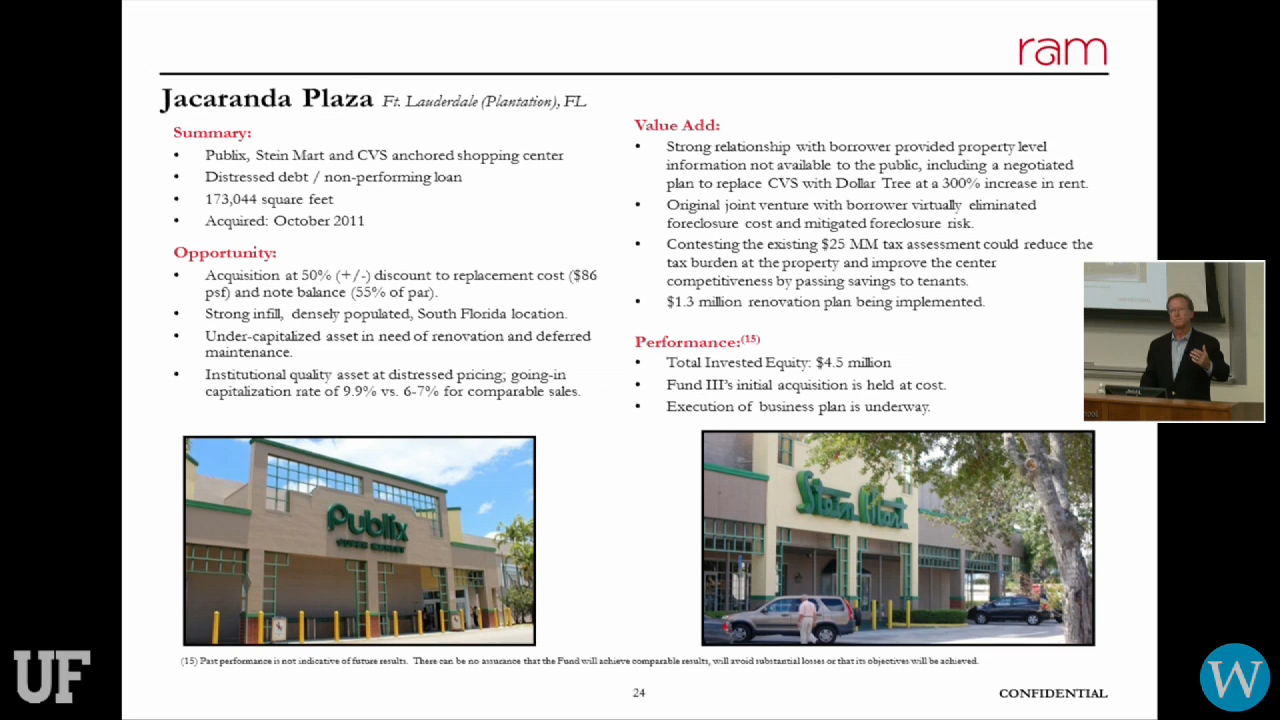 ram
Jacaranda Plaza Ft. Lauderdale (Plantation), FL
Summary:
• Publix, Stein Mart and CVS anchored shopping center
• Distressed debt / non-performing loan
• 173,044 square feet
• Acquired: October 2011
Opportunity:
• Acquisition at 50% (+/-) discount to replacement cost ($86
psf) and note balance (55% of par).
• Strong infill, densely populated, South Florida location.
• Under-capitalized asset in need of renovation and deferred
maintenance.
• Institutional quality asset at distressed pricing; going-in
capitalization rate of 9.9% vs. 6-7% for comparable sales.
Value Add:
• Strong relationship with borrower provided property level
information not available to the public, including a negotiated
plan to replace CVS with Dollar Tree at a 300% increase in rent.
• Original joint venture with borrower virtually eliminated
foreclosure cost and mitigated foreclosure risk.
• Contesting the existing $25 MM tax assessment could reduce the
tax burden at the property and improve the center
competitiveness by passing savings to tenants.
• $1.3 million renovation plan being implemented.
Performance:(15)
• Total Invested Equity: $4.5 million
• Fund III's initial acquisition is held at cost.
• Execution of business plan is underway.
Publix
SUPER MARKET
Stein Mart
(15) Past performance is not indicative of future results. There can be no assurance that the Fund will achieve comparable results, will avoid substantial losses or that its objectives will be achieved.
24
CONFIDENTIAL
UF
W